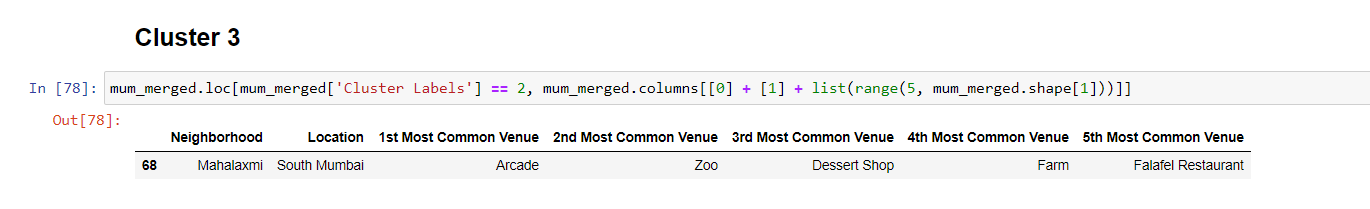 Cluster 3
In [78]: mum_merged.loc[mum_merged['Cluster Labels'] == 2, mum_merged.columns[[0] + [1] + list(range(5, mum_merged.shape[1]))]]
Out[78]:
Neighborhood Location 1st Most Common Venue 2nd Most Common Venue 3rd Most Common Venue 4th Most Common Venue 5th Most Common Venue
68 Mahalaxmi South Mumbai Arcade Zoo Dessert Shop Farm Falafel Restaurant